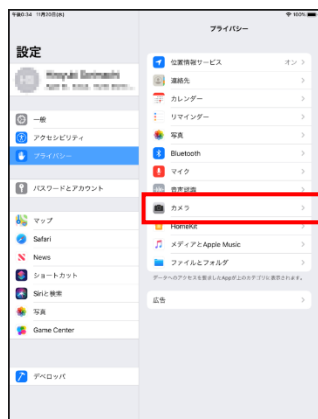 午後0:34 11月20日(水)
100%
設定
プライバシー
一般
アクセシビリティ
プライバシー
パスワードとアカウント
マップ
Safari
News
ショートカット
Siriと検索
写真
Game Center
デベロッパ
位置情報サービス オン
連絡先
カレンダー
リマインダー
写真
Bluetooth
マイク
音声認識
カメラ
HomeKit
メディアとApple Music
ファイルとフォルダ
データへのアクセスを要求したAppが上のカテゴリに表示されます。
広告